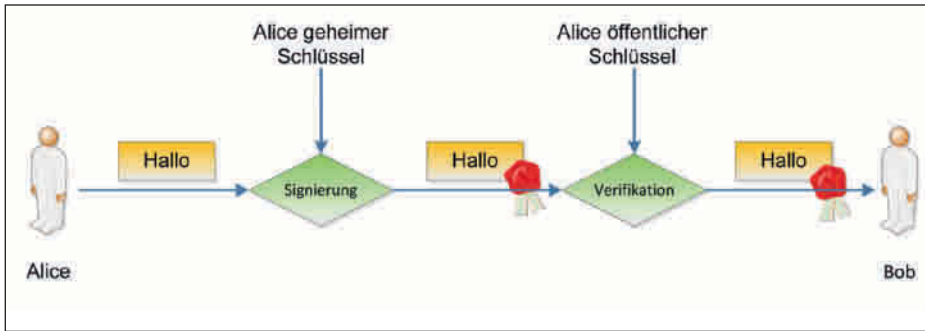 Alice geheimer
Schlüssel
Alice öffentlicher
Schlüssel
Hallo
Signierung
Hallo
Verifikation
Hallo
Alice
Bob